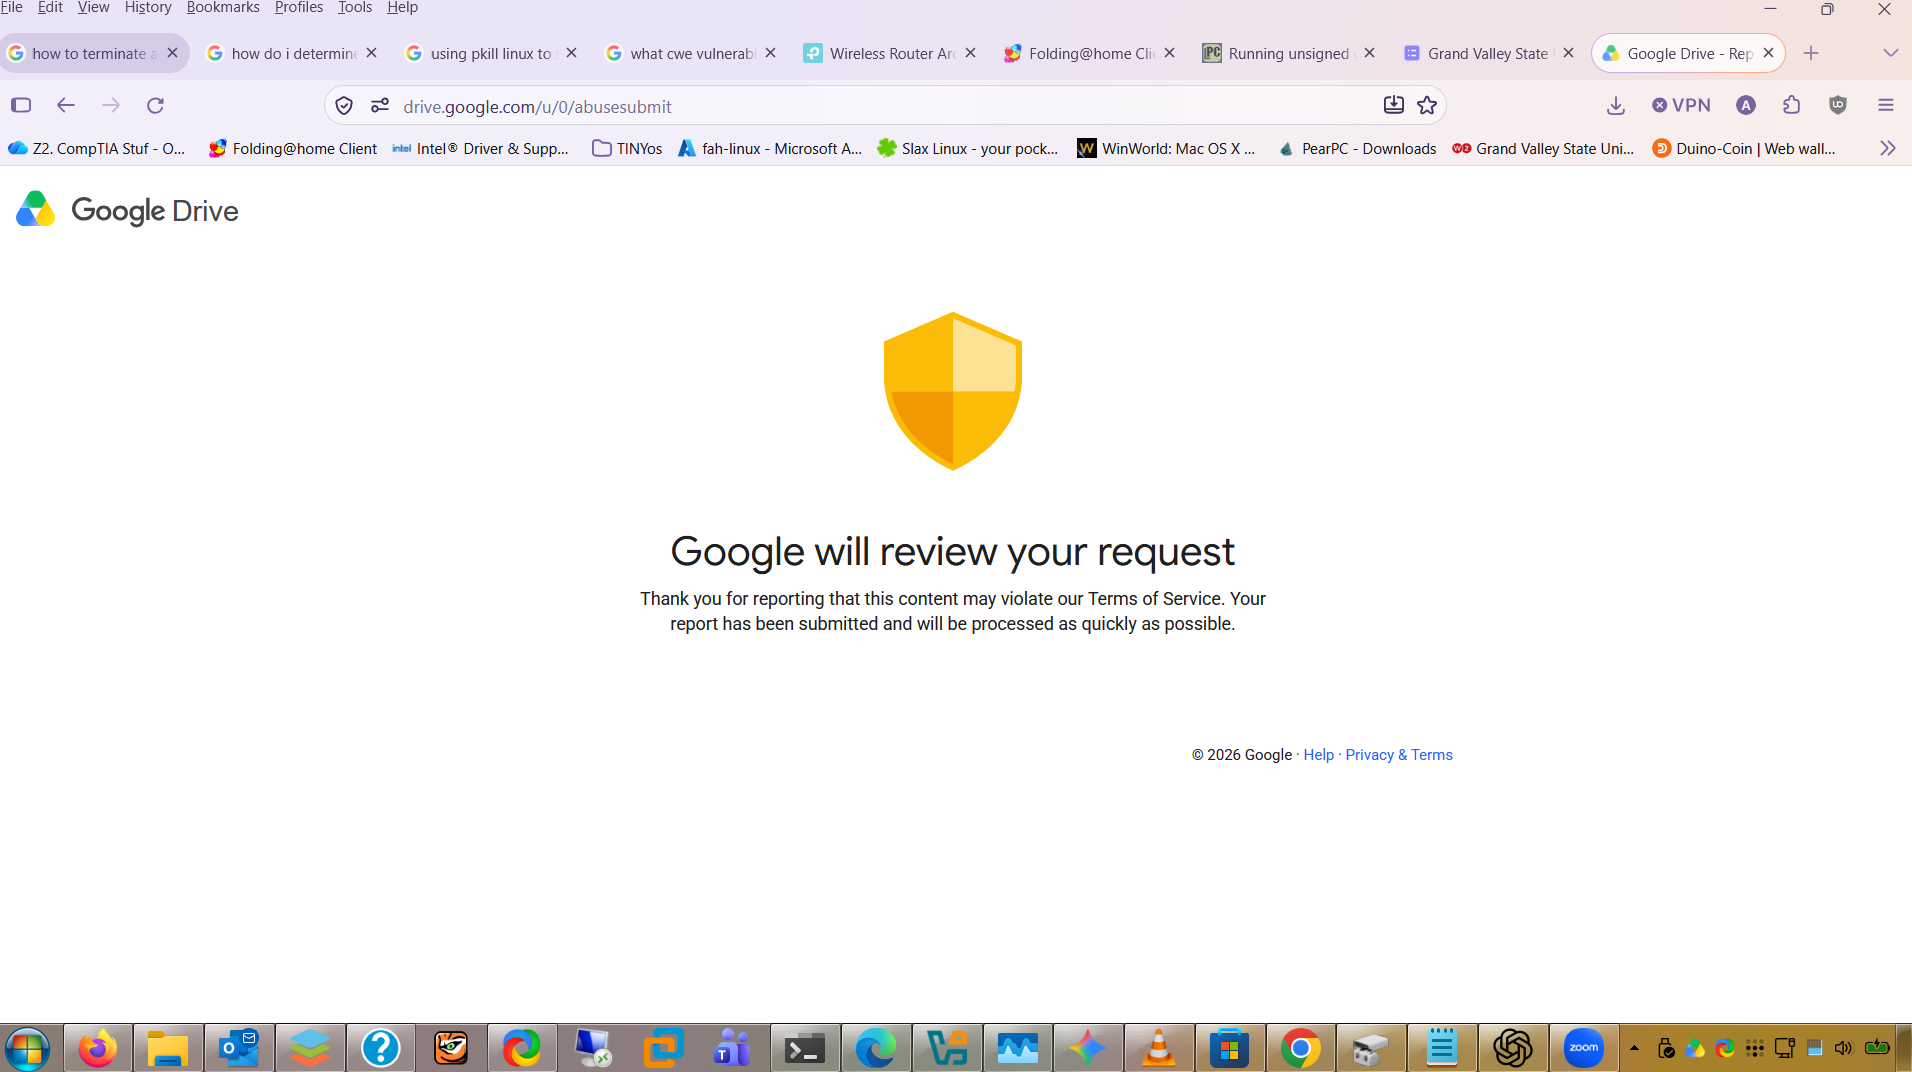 File Edit View History Bookmarks Profiles Tools Help
how to terminate a
how do i determine
using pkill linux to s
what cwe vulnerabi
Wireless Router Arc
Folding@home Clie
Running unsigned
Grand Valley State
Google Drive - Rep
drive.google.com/u/0/abusesubmit
VPN
A
Z2. CompTIA Stuf - O...
Folding@home Client
intel Intel® Driver & Supp...
TINYos
fah-linux - Microsoft A...
Slax Linux - your pock...
WinWorld: Mac OS X ...
PearPC - Downloads
Grand Valley State Uni...
Duino-Coin | Web wall...
Google Drive
Google will review your request
Thank you for reporting that this content may violate our Terms of Service. Your
report has been submitted and will be processed as quickly as possible.
© 2026 Google · Help · Privacy & Terms
zoom